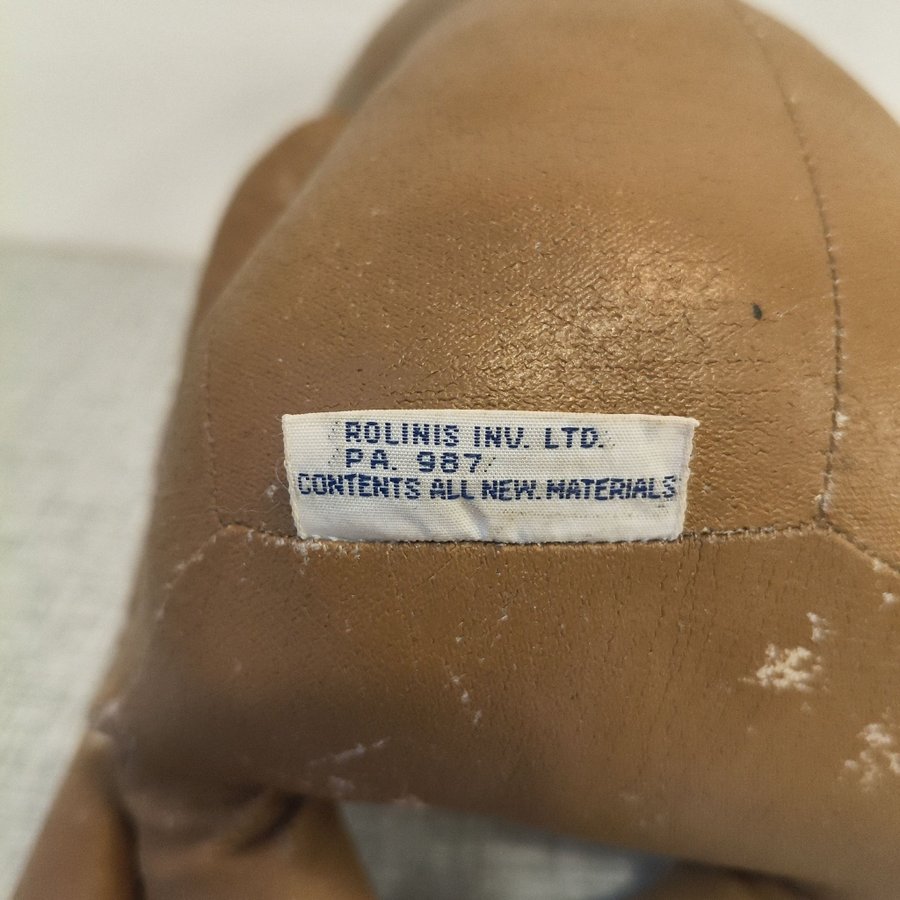 ROLINIS INV. LTD.
PA. 987
CONTENTS ALL NEW. MATERIALS